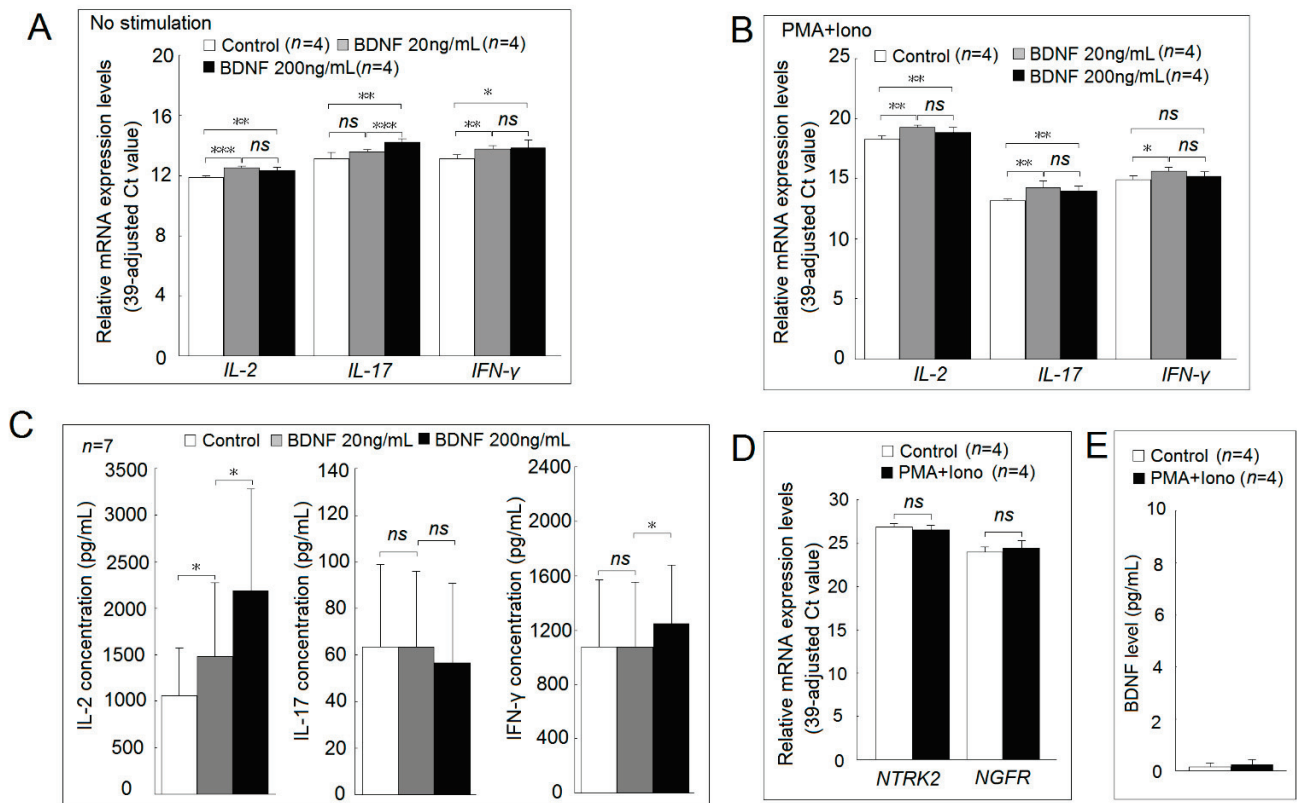 A
No stimulation
Control (n=4) BDNF 20ng/mL(n=4)
BDNF 200ng/mL(n=4)
Relative mRNA expression levels
(39-adjusted Ct value)
20
16
12
8
4
0
** **** ns
** ns ****
* ** ns
IL-2 IL-17 IFN-γ
B
PMA+Iono
Control (n=4) BDNF 20ng/mL(n=4)
BDNF 200ng/mL(n=4)
Relative mRNA expression levels
(39-adjusted Ct value)
25
20
15
10
5
0
** ** ns
** ** ns
ns * ns
IL-2 IL-17 IFN-γ
C
n=7 Control BDNF 20ng/mL BDNF 200ng/mL
IL-2 concentration (pg/mL)
3500
3000
2500
2000
1500
1000
500
0
* *
IL-17 concentration (pg/mL)
140
120
100
80
60
40
20
0
ns ns
IFN-γ concentration (pg/mL)
2400
2000
1600
1200
800
400
0
ns *
D
Control (n=4)
PMA+Iono (n=4)
Relative mRNA expression levels
(39-adjusted Ct value)
30
25
20
15
10
5
0
ns ns
NTRK2 NGFR
E
Control (n=4)
PMA+Iono (n=4)
BDNF level (pg/mL)
10
8
6
4
2
0